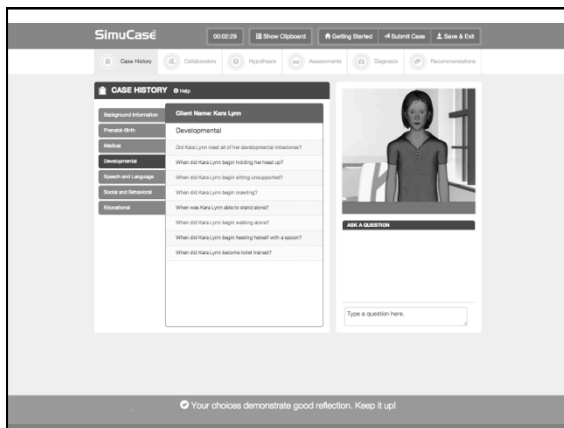 SimuCasé
00:02:29
Show Clipboard
Getting Started
Submit Case
Save & Exit
Case History
Collaborators
Hypothesis
Assessments
Diagnosis
Recommendations
CASE HISTORY Help
Background Information
Prenatal-Birth
Medical
Developmental
Speech and Language
Social and Behavioral
Educational
Client Name: Kara Lynn
Developmental
Did Kara Lynn meet all of her developmental milestones?
When did Kara Lynn begin holding her head up?
When did Kara Lynn begin sitting unsupported?
When did Kara Lynn begin crawling?
When was Kara Lynn able to stand alone?
When did Kara Lynn begin walking alone?
When did Kara Lynn begin feeding herself with a spoon?
When did Kara Lynn become toilet trained?
ASK A QUESTION
Type a question here.
Your choices demonstrate good reflection. Keep it up!